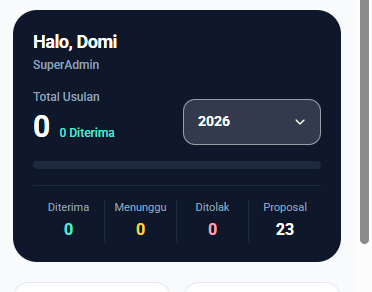 Halo, Domi
SuperAdmin
Total Usulan
0 0 Diterima
2026
Diterima Menunggu Ditolak Proposal
0 0 0 23